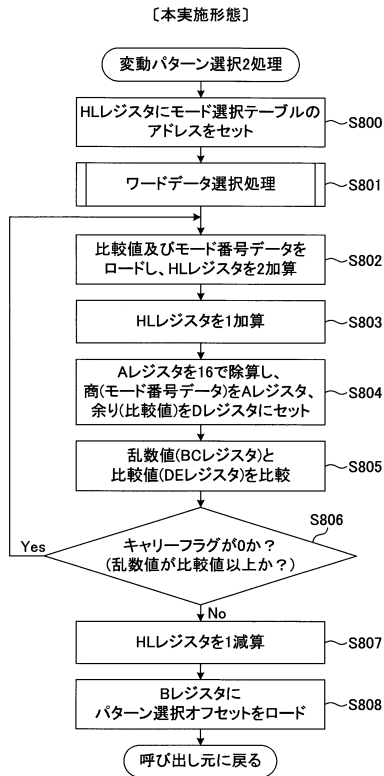 〔本実施形態〕
変動パターン選択2処理
HLレジスタにモード選択テーブルの
アドレスをセット
S800
ワードデータ選択処理
S801
比較値及びモード番号データを
ロードし、HLレジスタを2加算
S802
HLレジスタを1加算
S803
Aレジスタを16で除算し、
商(モード番号データ)をAレジスタ、
余り(比較値)をDレジスタにセット
S804
乱数値(BCレジスタ)と
比較値(DEレジスタ)を比較
S805
S806
Yes
キャリーフラグが0か？
(乱数値が比較値以上か？)
No
HLレジスタを1減算
S807
Bレジスタに
パターン選択オフセットをロード
S808
呼び出し元に戻る